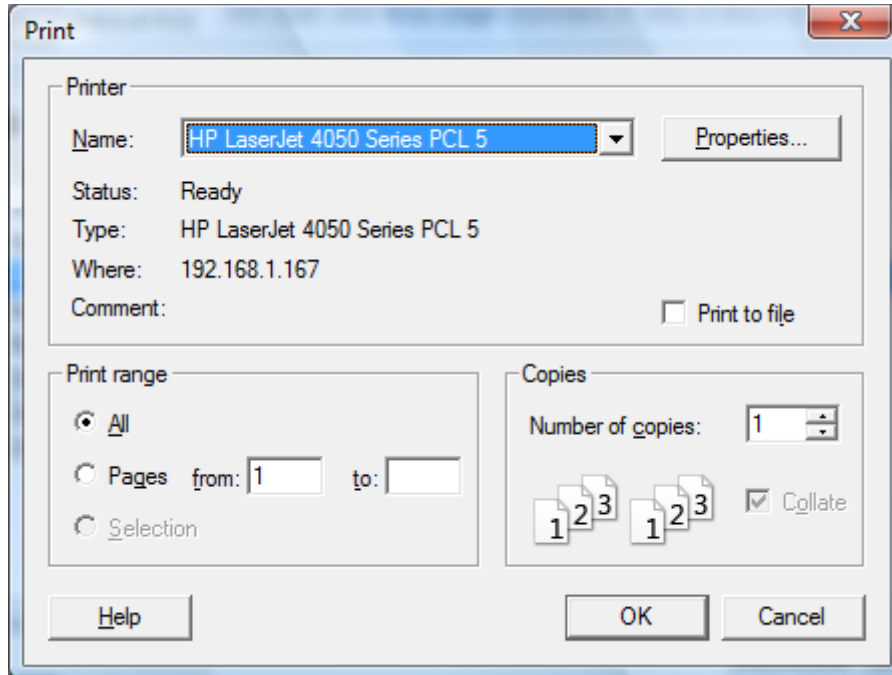 Print
Printer
Name: HP LaserJet 4050 Series PCL 5 Properties...
Status: Ready
Type: HP LaserJet 4050 Series PCL 5
Where: 192.168.1.167
Comment:
Print to file
Print range
All
Pages from: 1 to:
Selection
Copies
Number of copies: 1
1 2 3 1 2 3
Collate
Help OK Cancel